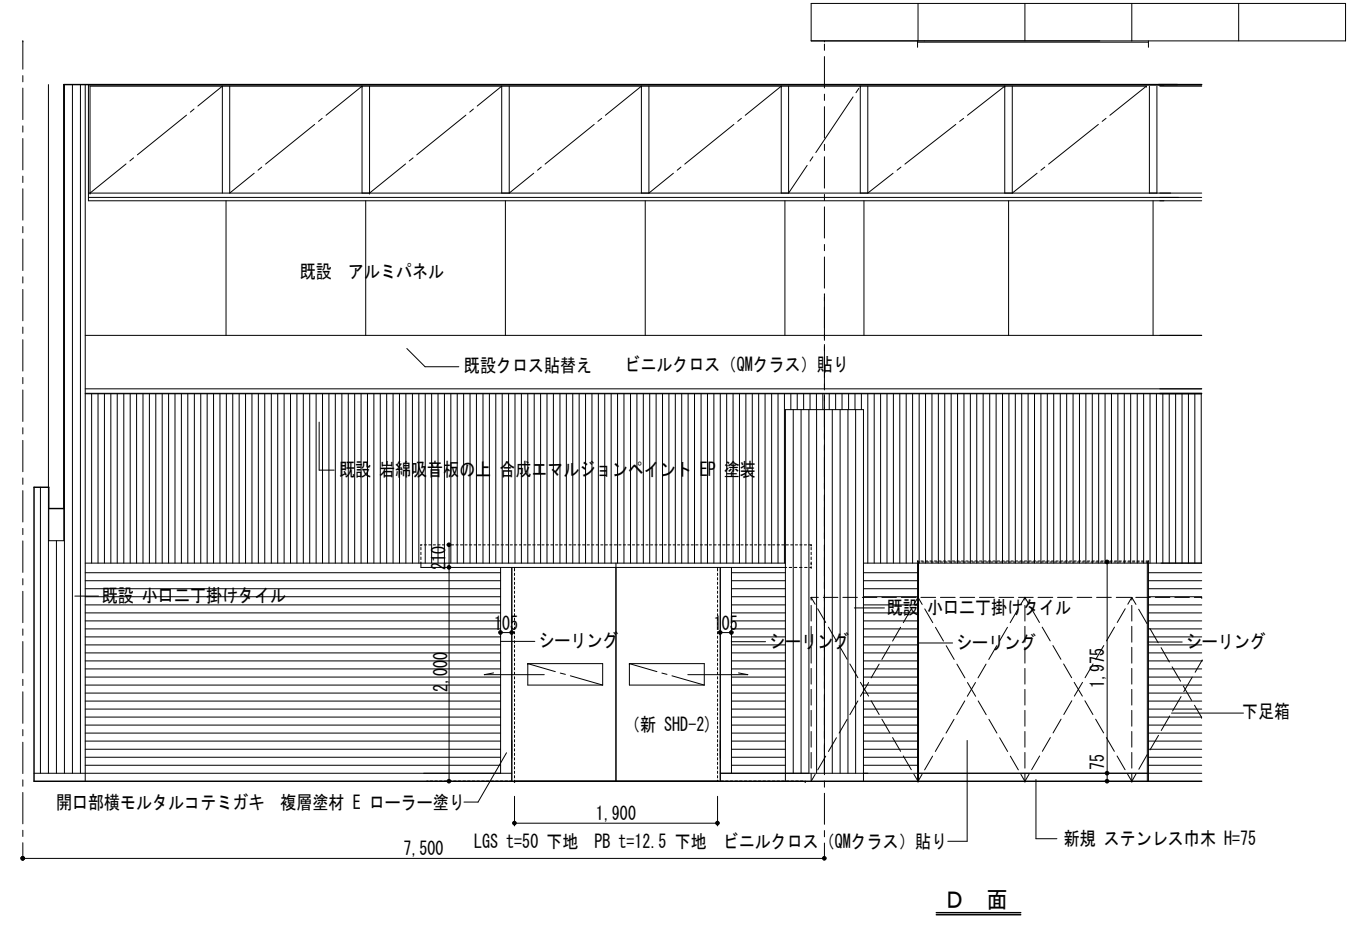 既設　アルミパネル
既設クロス貼替え　　ビニルクロス（QMクラス）貼り
既設 岩綿吸音板の上 合成エマルジョンペイント EP 塗装
210
既設 小口二丁掛けタイル
既設 小口二丁掛けタイル
105
105
シーリング
シーリング
シーリング
シーリング
2,000
1,975
（新 SHD-2）
下足箱
75
開口部横モルタルコテミガキ　複層塗材 E ローラー塗り
1,900
LGS t=50 下地　PB t=12.5 下地　ビニルクロス（QMクラス）貼り
新規 ステンレス巾木 H=75
7,500
D　面